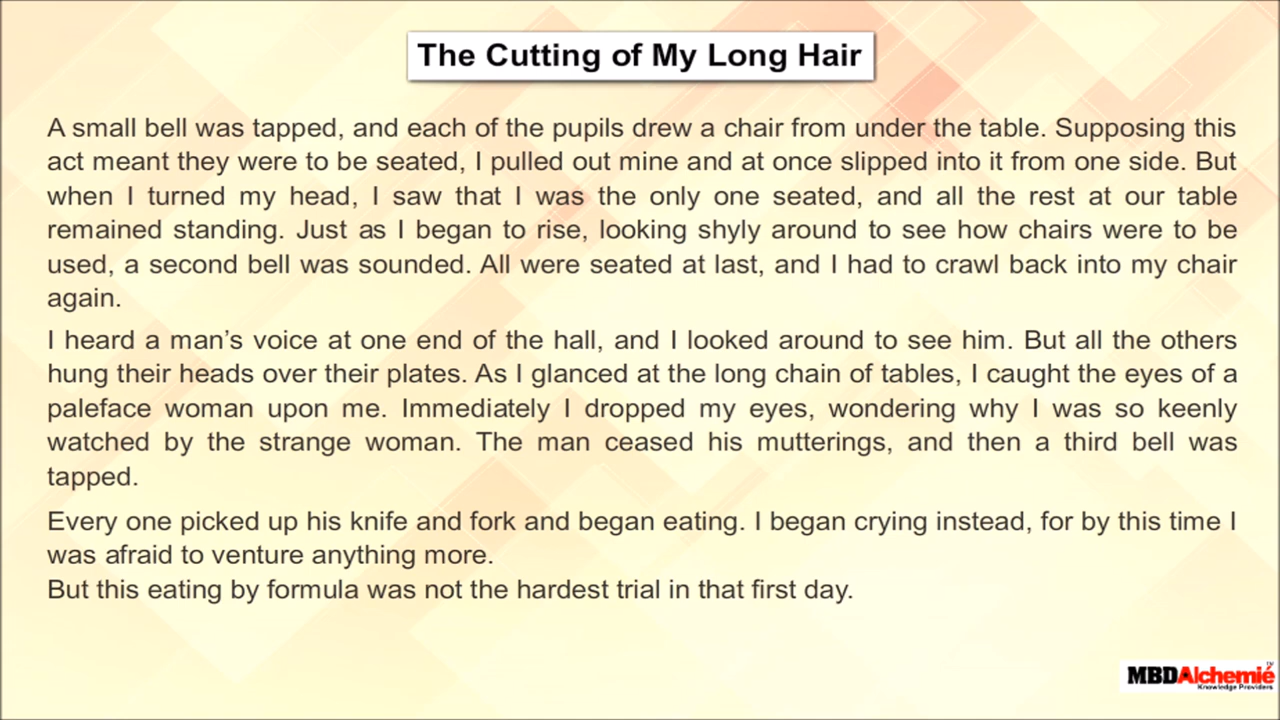 The Cutting of My Long Hair
A small bell was tapped, and each of the pupils drew a chair from under the table. Supposing this
act meant they were to be seated, I pulled out mine and at once slipped into it from one side. But
when I turned my head, I saw that I was the only one seated, and all the rest at our table
remained standing. Just as I began to rise, looking shyly around to see how chairs were to be
used, a second bell was sounded. All were seated at last, and I had to crawl back into my chair
again.
I heard a man’s voice at one end of the hall, and I looked around to see him. But all the others
hung their heads over their plates. As I glanced at the long chain of tables, I caught the eyes of a
paleface woman upon me. Immediately I dropped my eyes, wondering why I was so keenly
watched by the strange woman. The man ceased his mutterings, and then a third bell was
tapped.
Every one picked up his knife and fork and began eating. I began crying instead, for by this time I
was afraid to venture anything more.
But this eating by formula was not the hardest trial in that first day.
MBDAlchemié™
Knowledge Providers